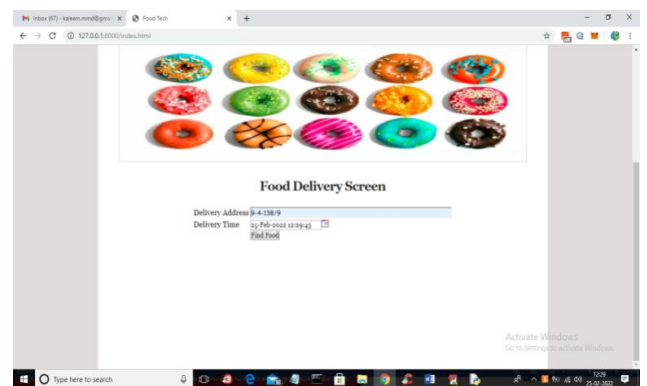 Inbox (67) - kaleem.mmd@gmai
Food Tech
127.0.0.1:8000/index.html
Food Delivery Screen
Delivery Address 9-4-138/9
Delivery Time 25-Feb-2022 12:29:43
Find Food
Activate Windows
Go to Settings to activate Windows.
Type here to search
12:29
25-02-2022